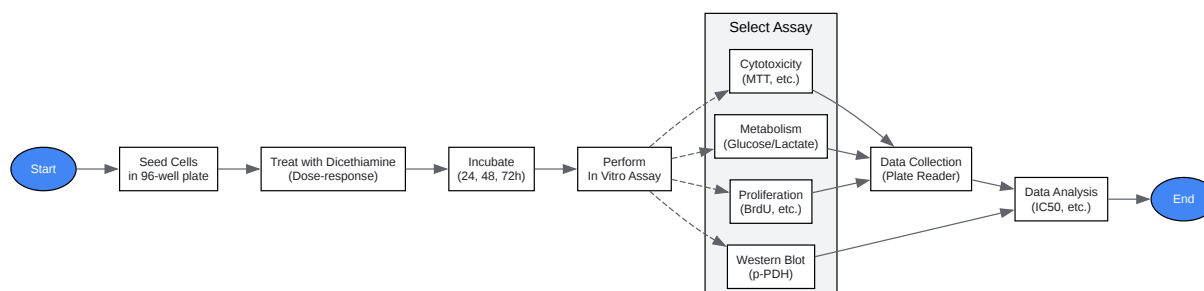 Start
Seed Cells
in 96-well plate
Treat with Dicethiamine
(Dose-response)
Incubate
(24, 48, 72h)
Perform
In Vitro Assay
Select Assay
Cytotoxicity
(MTT, etc.)
Metabolism
(Glucose/Lactate)
Proliferation
(BrdU, etc.)
Western Blot
(p-PDH)
Data Collection
(Plate Reader)
Data Analysis
(IC50, etc.)
End